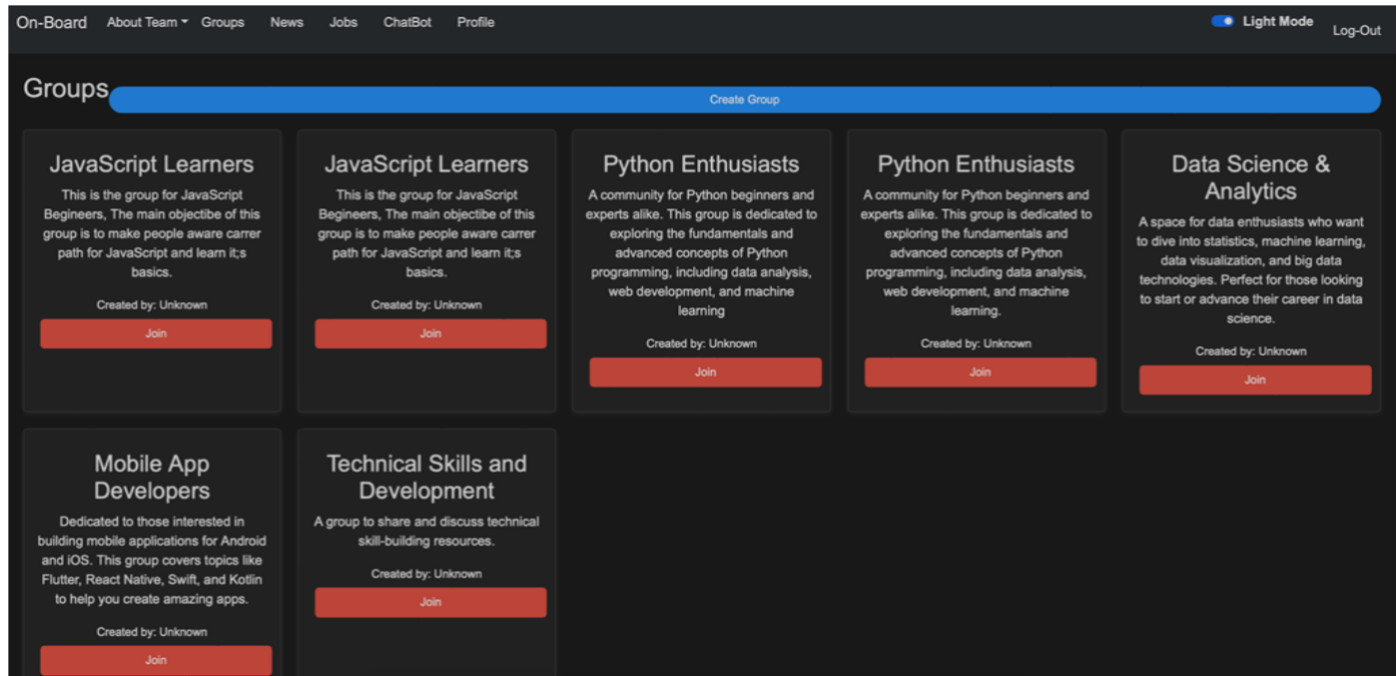 On-Board About Team Groups News Jobs ChatBot Profile Light Mode Log-Out
Groups
Create Group
JavaScript Learners
This is the group for JavaScript
Begineers, The main objectibe of this
group is to make people aware carrer
path for JavaScript and learn it;s
basics.
Created by: Unknown
Join
JavaScript Learners
This is the group for JavaScript
Begineers, The main objectibe of this
group is to make people aware carrer
path for JavaScript and learn it;s
basics.
Created by: Unknown
Join
Python Enthusiasts
A community for Python beginners and
experts alike. This group is dedicated to
exploring the fundamentals and
advanced concepts of Python
programming, including data analysis,
web development, and machine
learning
Created by: Unknown
Join
Python Enthusiasts
A community for Python beginners and
experts alike. This group is dedicated to
exploring the fundamentals and
advanced concepts of Python
programming, including data analysis,
web development, and machine
learning.
Created by: Unknown
Join
Data Science &
Analytics
A space for data enthusiasts who want
to dive into statistics, machine learning,
data visualization, and big data
technologies. Perfect for those looking
to start or advance their career in data
science.
Created by: Unknown
Join
Mobile App
Developers
Dedicated to those interested in
building mobile applications for Android
and iOS. This group covers topics like
Flutter, React Native, Swift, and Kotlin
to help you create amazing apps.
Created by: Unknown
Join
Technical Skills and
Development
A group to share and discuss technical
skill-building resources.
Created by: Unknown
Join